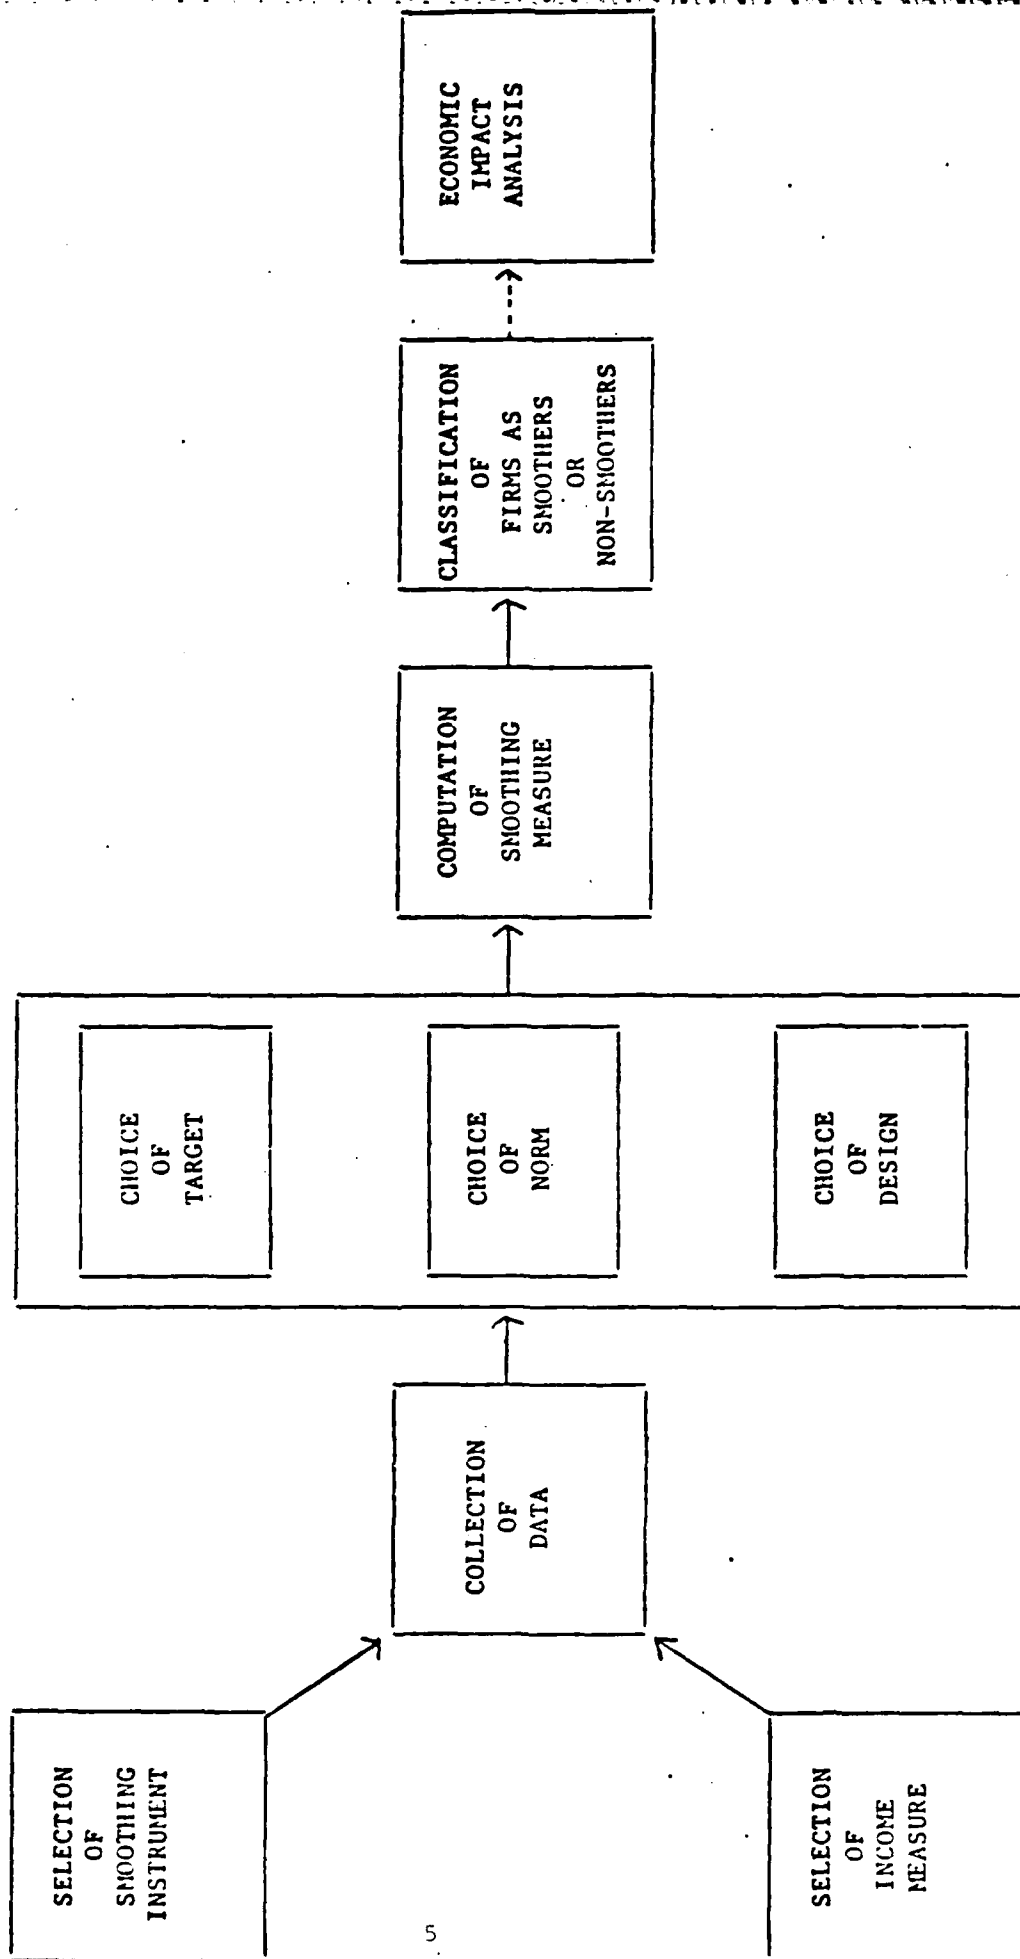 SELECTION
OF
SMOOTHING
INSTRUMENT
SELECTION
OF
INCOME
MEASURE
COLLECTION
OF
DATA
CHOICE
OF
TARGET
CHOICE
OF
NORM
CHOICE
OF
DESIGN
COMPUTATION
OF
SMOOTHING
MEASURE
CLASSIFICATION
OF
FIRMS AS
SMOOTHERS
OR
NON-SMOOTHERS
ECONOMIC
IMPACT
ANALYSIS
5